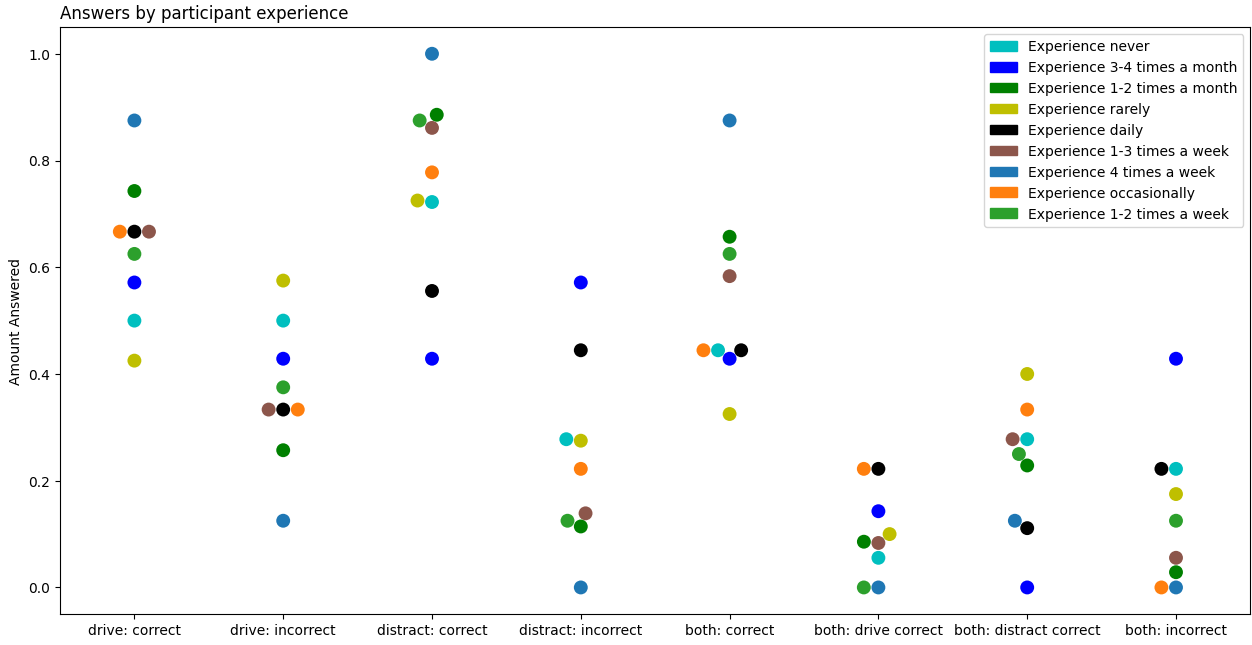 Answers by participant experience
Amount Answered
1.0
0.8
0.6
0.4
0.2
0.0
Experience never
Experience 3-4 times a month
Experience 1-2 times a month
Experience rarely
Experience daily
Experience 1-3 times a week
Experience 4 times a week
Experience occasionally
Experience 1-2 times a week
drive: correct
drive: incorrect
distract: correct
distract: incorrect
both: correct
both: drive correct
both: distract correct
both: incorrect